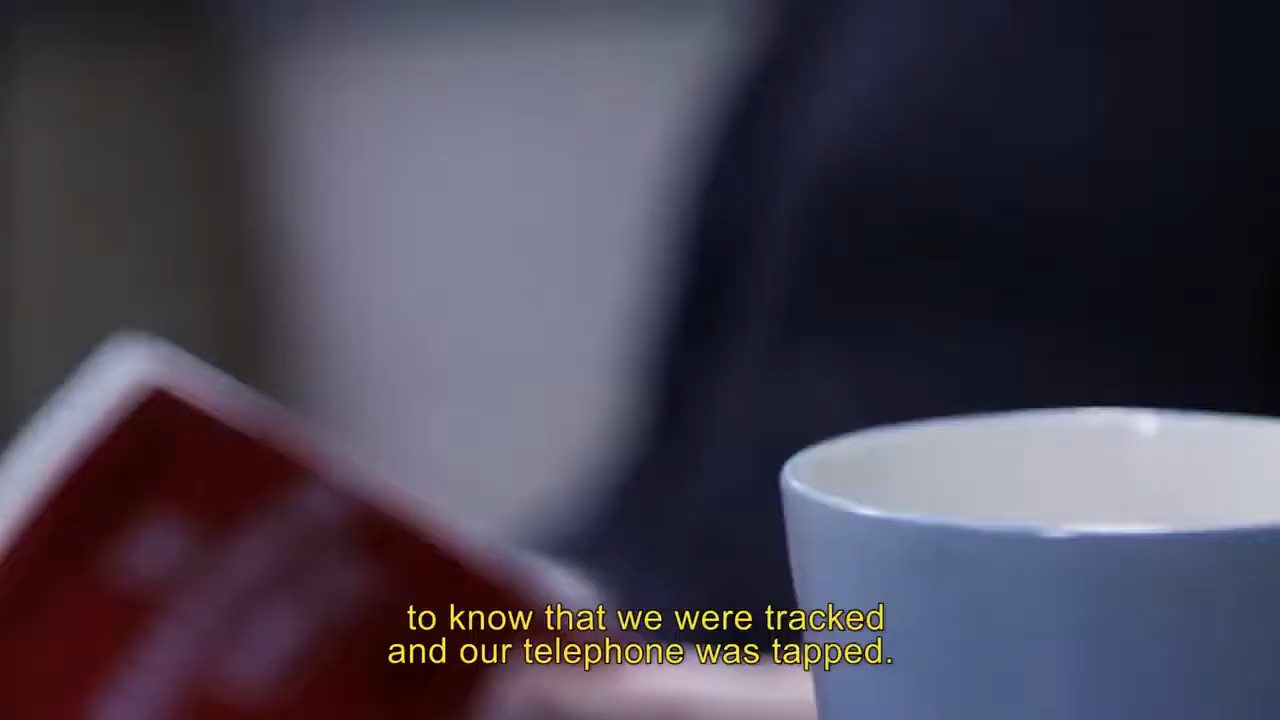 to know that we were tracked
and our telephone was tapped.